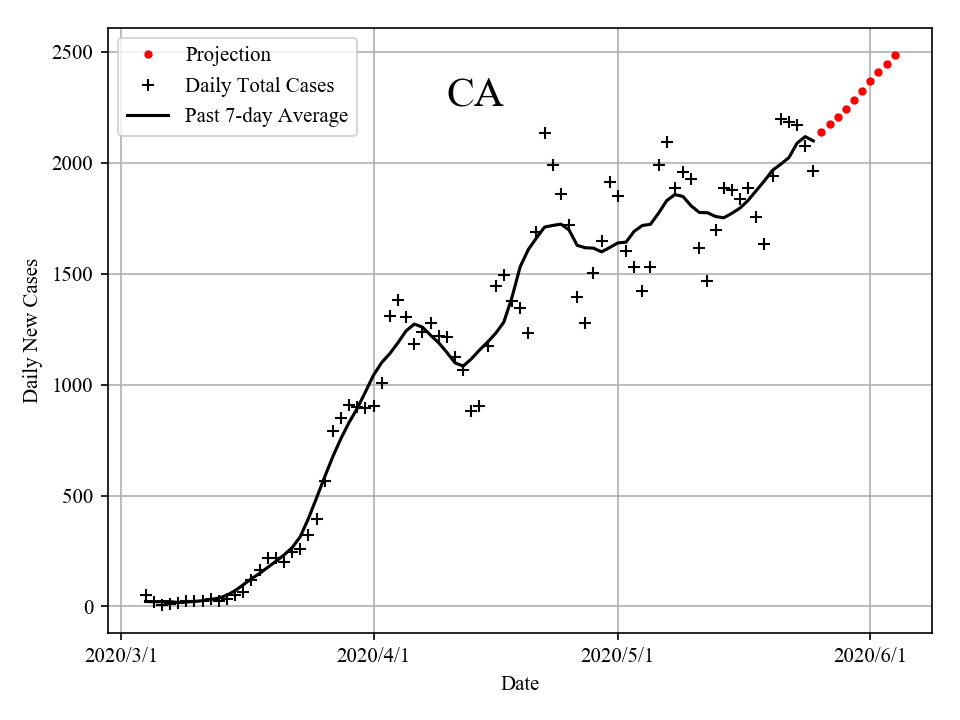 Projection
Daily Total Cases
Past 7-day Average
CA
2500
2000
1500
1000
500
0
Daily New Cases
2020/3/1 2020/4/1 2020/5/1 2020/6/1
Date